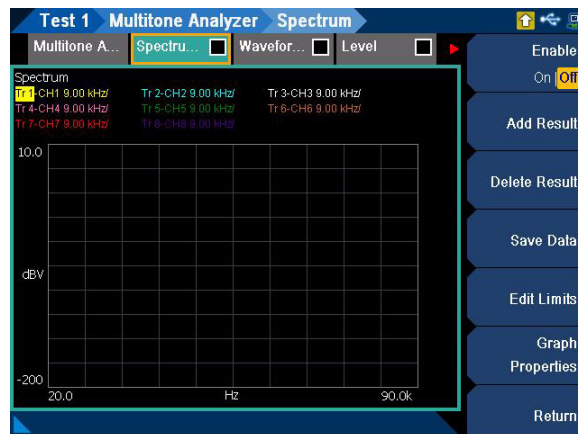 Test 1 Multitone Analyzer Spectrum
Multilone A... Spectru... Wavefor... Level
Spectrum
Tr 1-CH1 9.00 kHz/ Tr 2-CH2 9.00 kHz/ Tr 3-CH3 9.00 kHz/
Tr 4-CH4 9.00 kHz/ Tr 5-CH5 9.00 kHz/ Tr 6-CH6 9.00 kHz/
Tr 7-CH7 9.00 kHz/ Tr 8-CH8 9.00 kHz/
10.0
dBV
-200
20.0 Hz 90.0k
Enable
On | Off
Add Result
Delete Result
Save Data
Edit Limits
Graph
Properties
Return